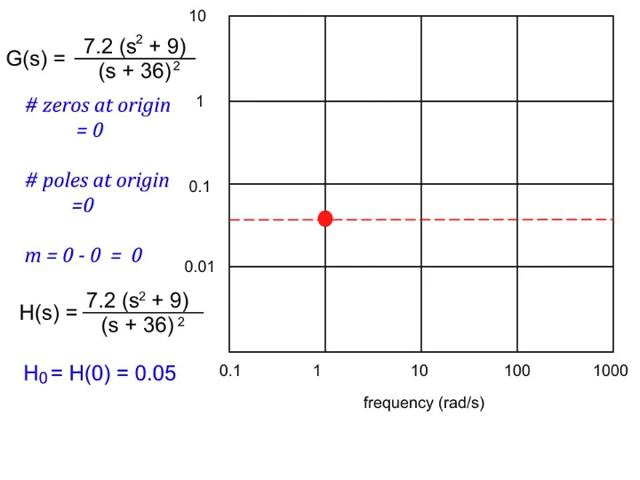 G(s) = 7.2 (s² + 9) / (s + 36)²
# zeros at origin
= 0
# poles at origin
=0
m = 0 - 0 = 0
H(s) = 7.2 (s² + 9) / (s + 36)²
H₀ = H(0) = 0.05
10
1
0.1
0.01
0.1 1 10 100 1000
frequency (rad/s)